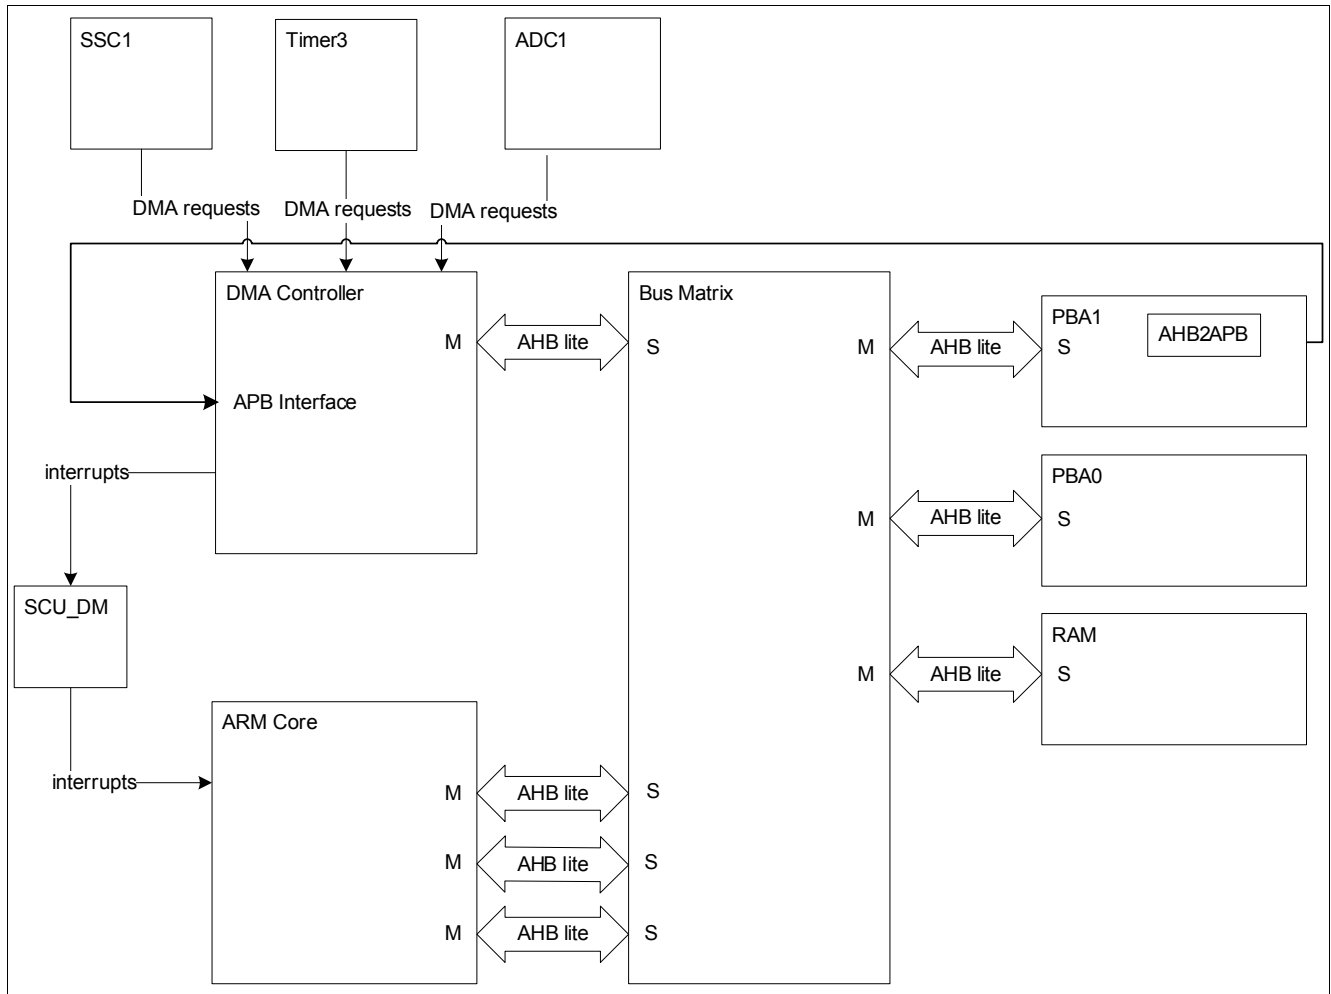 SSC1
Timer3
ADC1
DMA requests
DMA requests
DMA requests
DMA Controller
M
APB Interface
AHB lite
Bus Matrix
S
M
AHB lite
PBA1
S
AHB2APB
interrupts
M
AHB lite
PBA0
S
SCU_DM
M
AHB lite
RAM
S
interrupts
ARM Core
M
AHB lite
S
M
AHB lite
S
M
AHB lite
S